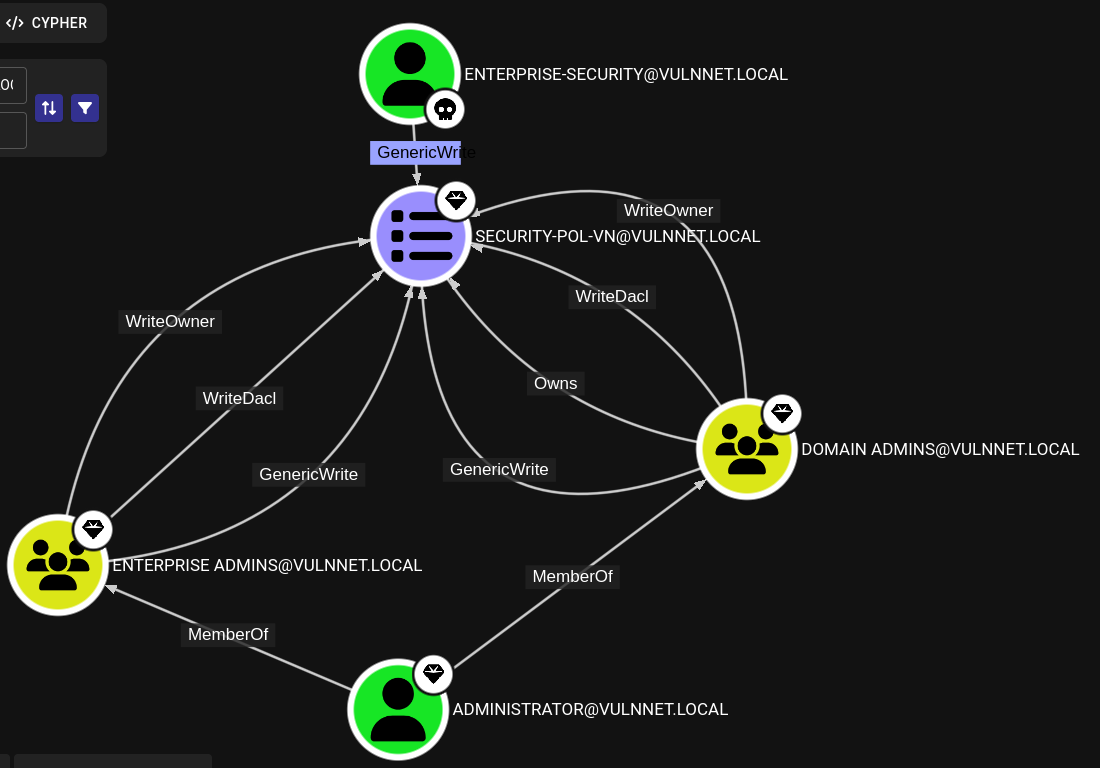 </> CYPHER
ENTERPRISE-SECURITY@VULNNET.LOCAL
GenericWrite
WriteOwner
SECURITY-POL-VN@VULNNET.LOCAL
WriteDacl
WriteOwner
Owns
WriteDacl
DOMAIN ADMINS@VULNNET.LOCAL
GenericWrite
GenericWrite
ENTERPRISE ADMINS@VULNNET.LOCAL
MemberOf
MemberOf
ADMINISTRATOR@VULNNET.LOCAL